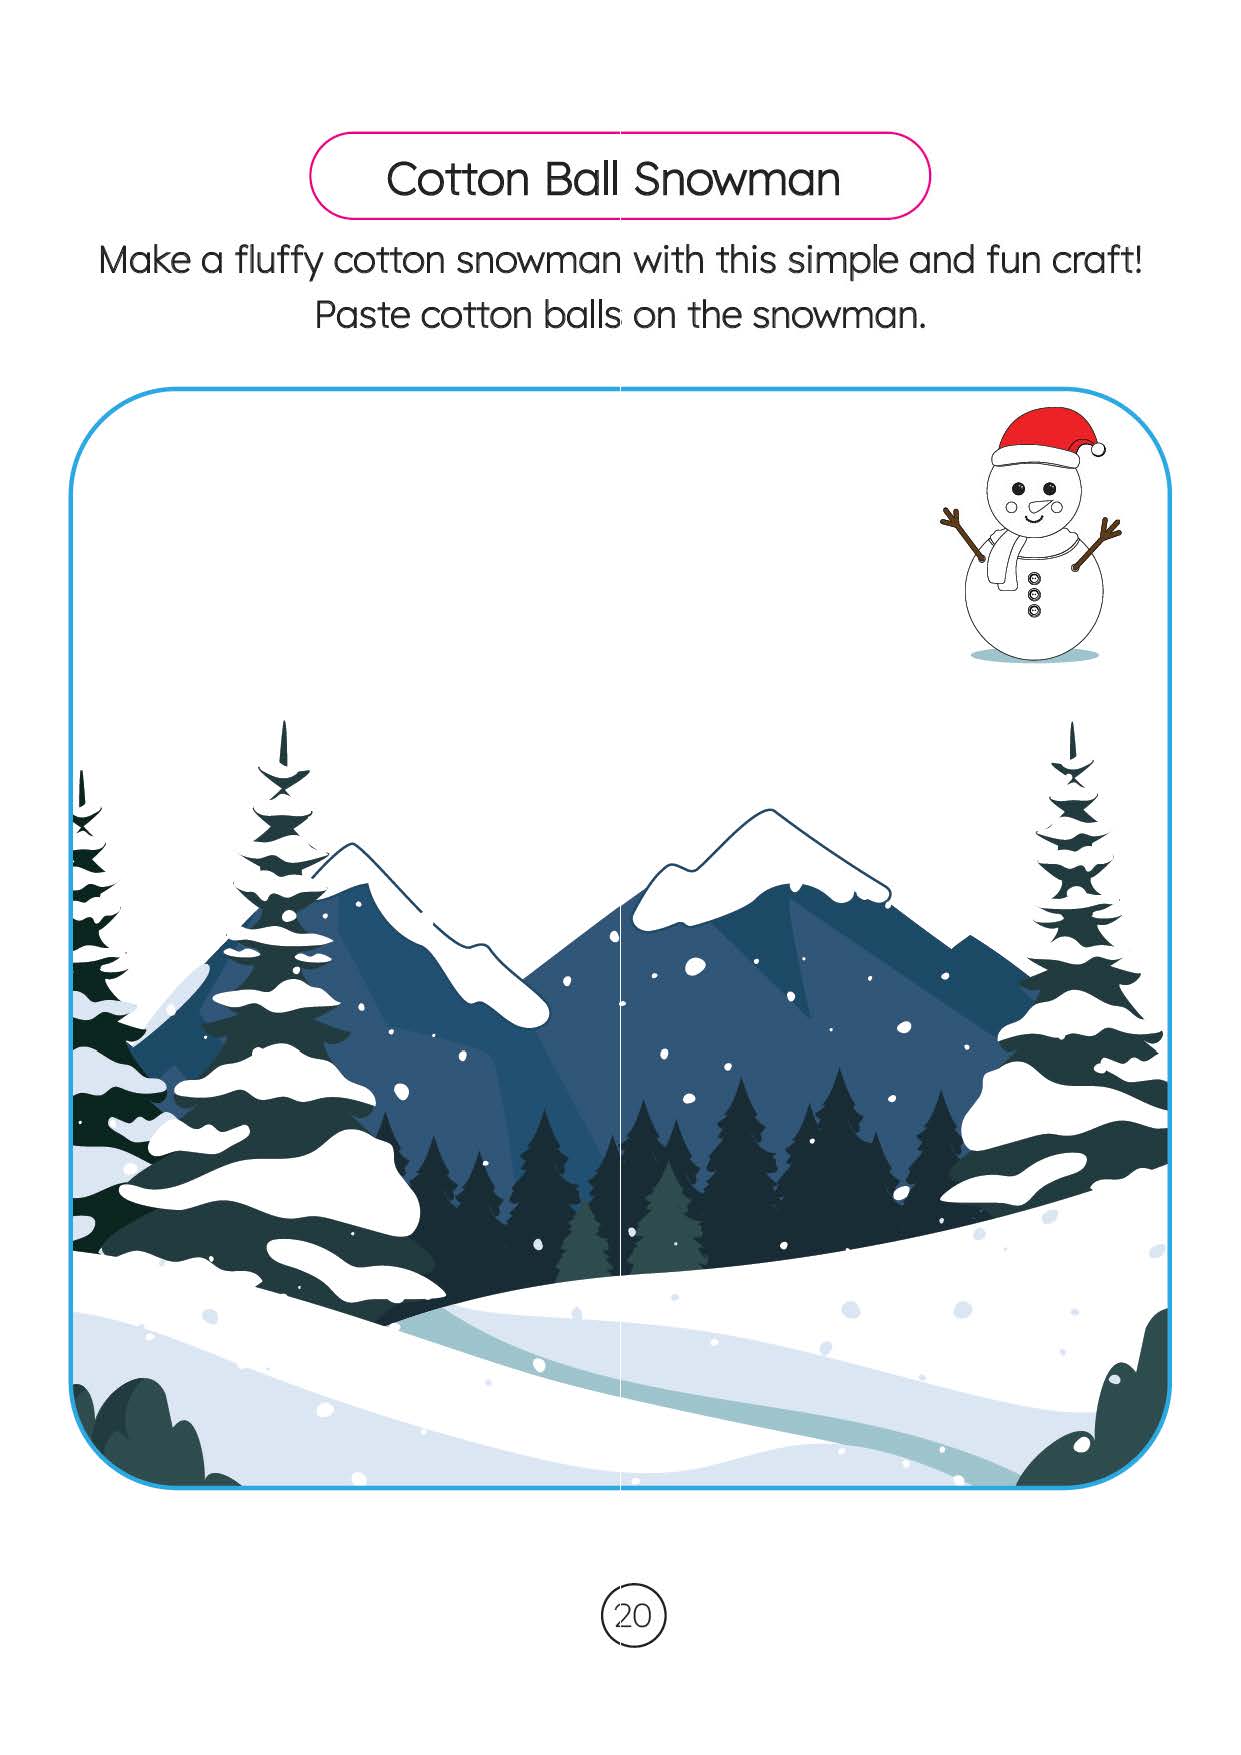 Cotton Ball Snowman
Make a fluffy cotton snowman with this simple and fun craft!
Paste cotton balls on the snowman.
20